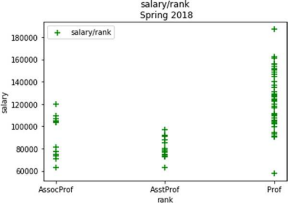 salary/rank
Spring 2018
salary/rank
180000
160000
140000
120000
100000
80000
60000
salary
AssocProf AsstProf Prof
rank